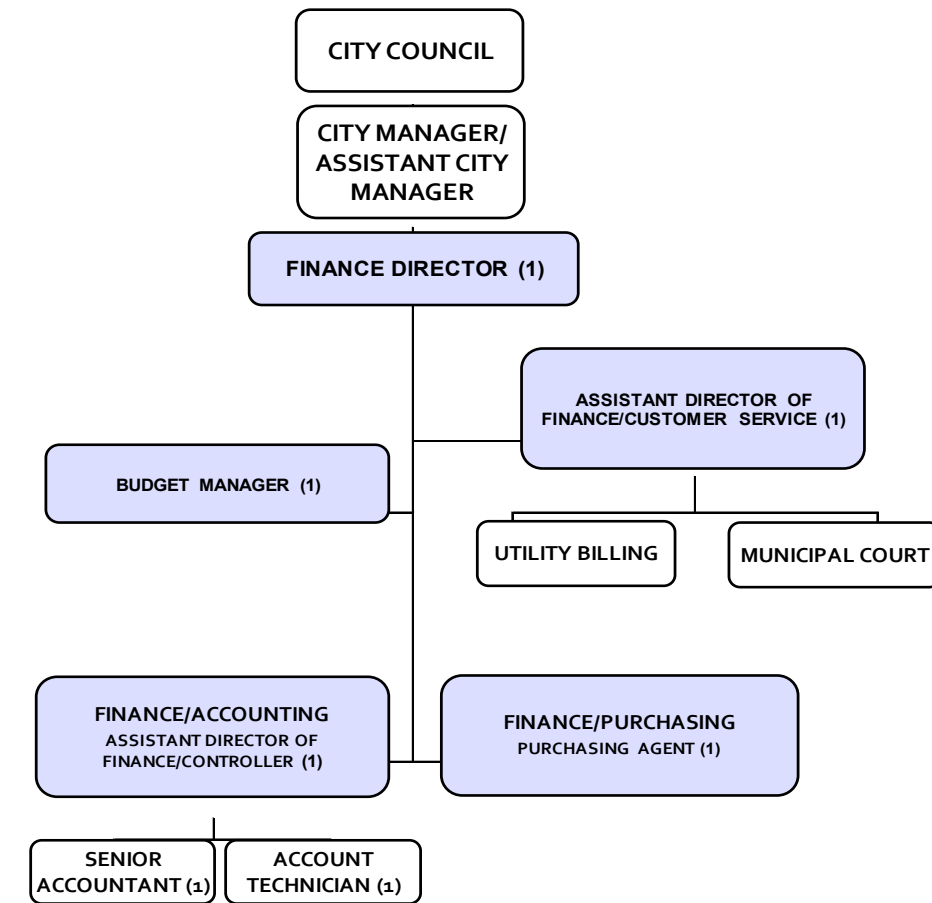 CITY COUNCIL
CITY MANAGER/
ASSISTANT CITY
MANAGER
FINANCE DIRECTOR (1)
ASSISTANT DIRECTOR OF
FINANCE/CUSTOMER SERVICE (1)
BUDGET MANAGER (1)
UTILITY BILLING
MUNICIPAL COURT
FINANCE/ACCOUNTING
ASSISTANT DIRECTOR OF
FINANCE/CONTROLLER (1)
FINANCE/PURCHASING
PURCHASING AGENT (1)
SENIOR
ACCOUNTANT (1)
ACCOUNT
TECHNICIAN (1)